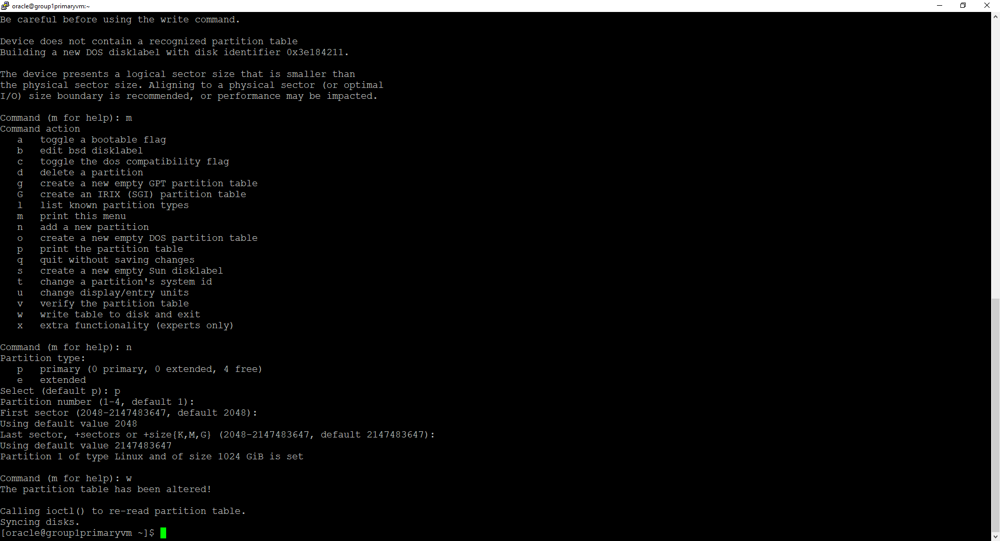 oracle@group1primaryvm:~
Be careful before using the write command.
Device does not contain a recognized partition table
Building a new DOS disklabel with disk identifier 0x3e184211.
The device presents a logical sector size that is smaller than
the physical sector size. Aligning to a physical sector (or optimal
I/O) size boundary is recommended, or performance may be impacted.
Command (m for help): m
Command action
   a   toggle a bootable flag
   b   edit bsd disklabel
   c   toggle the dos compatibility flag
   d   delete a partition
   g   create a new empty GPT partition table
   G   create an IRIX (SGI) partition table
   l   list known partition types
   m   print this menu
   n   add a new partition
   o   create a new empty DOS partition table
   p   print the partition table
   q   quit without saving changes
   s   create a new empty Sun disklabel
   t   change a partition's system id
   u   change display/entry units
   v   verify the partition table
   w   write table to disk and exit
   x   extra functionality (experts only)
Command (m for help): n
Partition type:
   p   primary (0 primary, 0 extended, 4 free)
   e   extended
Select (default p): p
Partition number (1-4, default 1):
First sector (2048-2147483647, default 2048):
Using default value 2048
Last sector, +sectors or +size{K,M,G} (2048-2147483647, default 2147483647):
Using default value 2147483647
Partition 1 of type Linux and of size 1024 GiB is set
Command (m for help): w
The partition table has been altered!
Calling ioctl() to re-read partition table.
Syncing disks.
[oracle@group1primaryvm ~]$